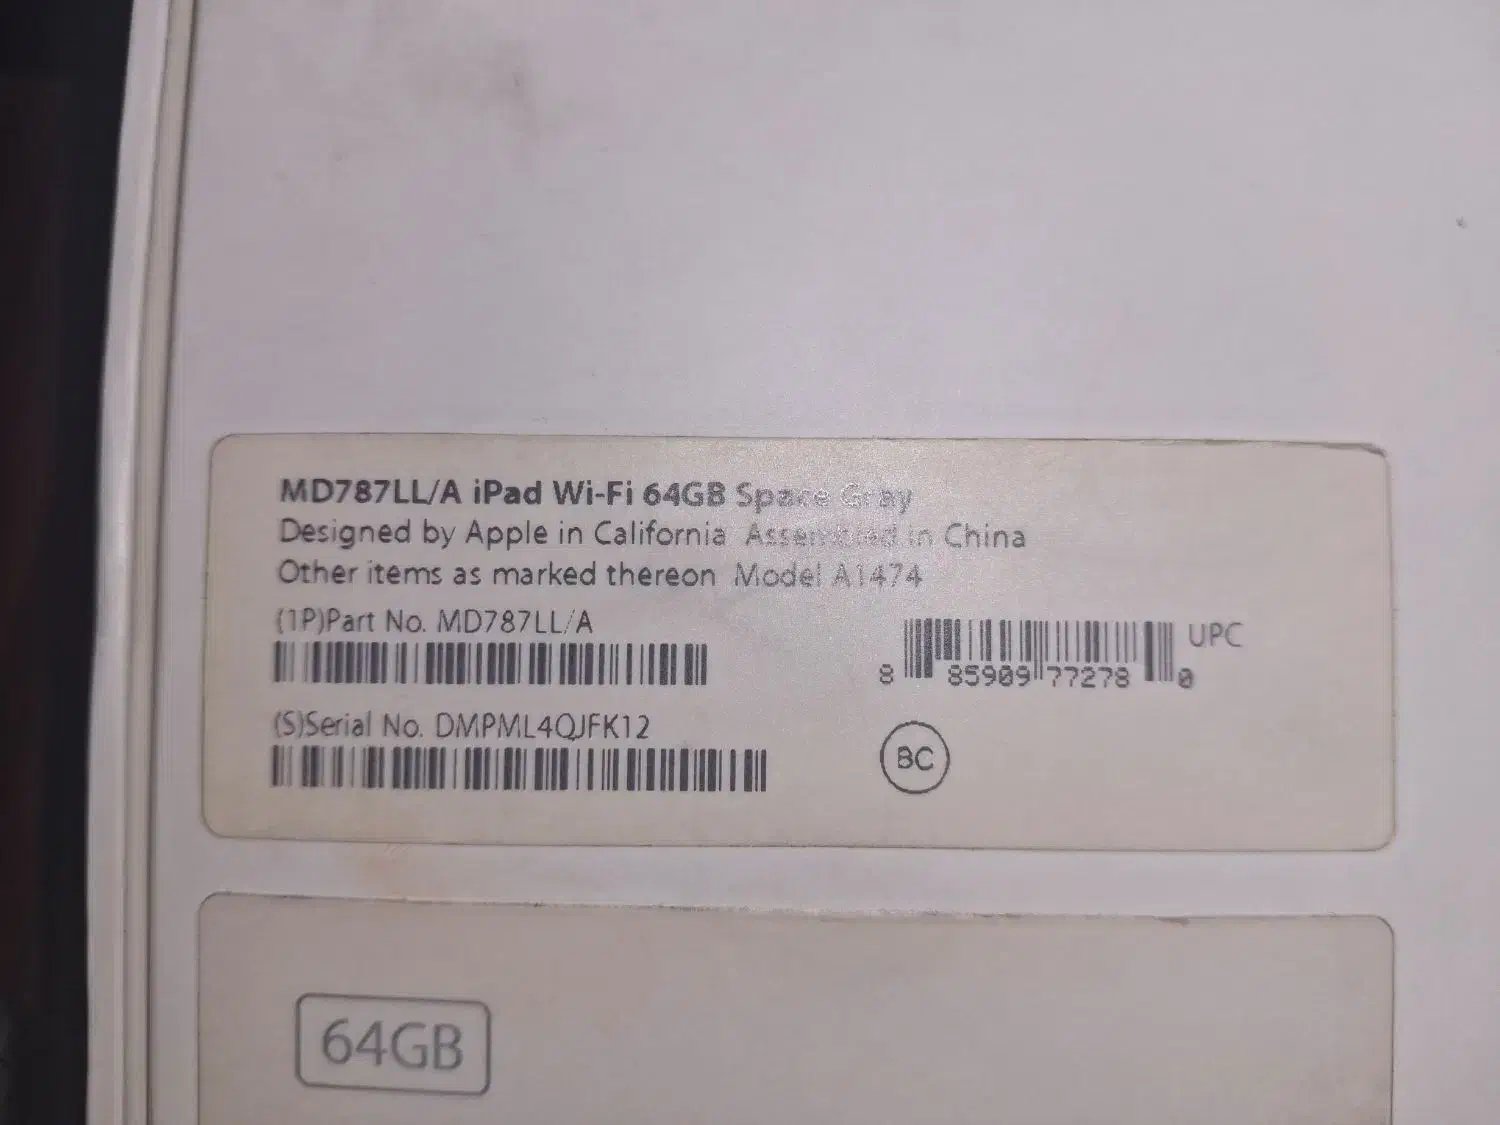 MD787LL/A iPad Wi-Fi 64GB Space Gray
Designed by Apple in California Assembled in China
Other items as marked thereon Model A1474
(1P)Part No. MD787LL/A
UPC
8 85909 77278 0
(S)Serial No. DMPML4QJFK12
BC
64GB